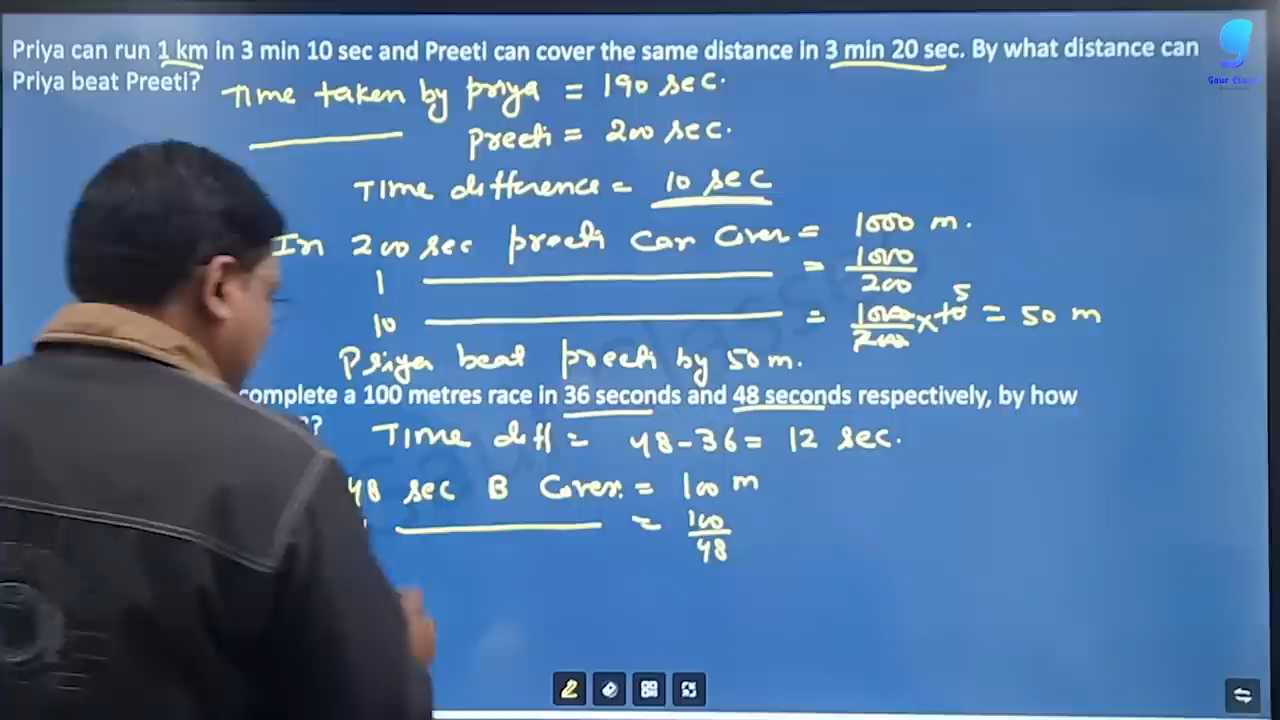 Priya can run 1 km in 3 min 10 sec and Preeti can cover the same distance in 3 min 20 sec. By what distance can
Priya beat Preeti?
Time taken by priya = 190 sec.
preeti = 200 sec.
Time difference = 10 sec
In 200 sec preeti can cover = 1000 m.
1 = 1000/200
10 = 1000/200 × 10 5 = 50 m
Priya beat preeti by 50 m.
complete a 100 metres race in 36 seconds and 48 seconds respectively, by how
?
Time diff = 48-36 = 12 sec.
48 sec B cover = 100 m
= 100/48
Gaur Classes